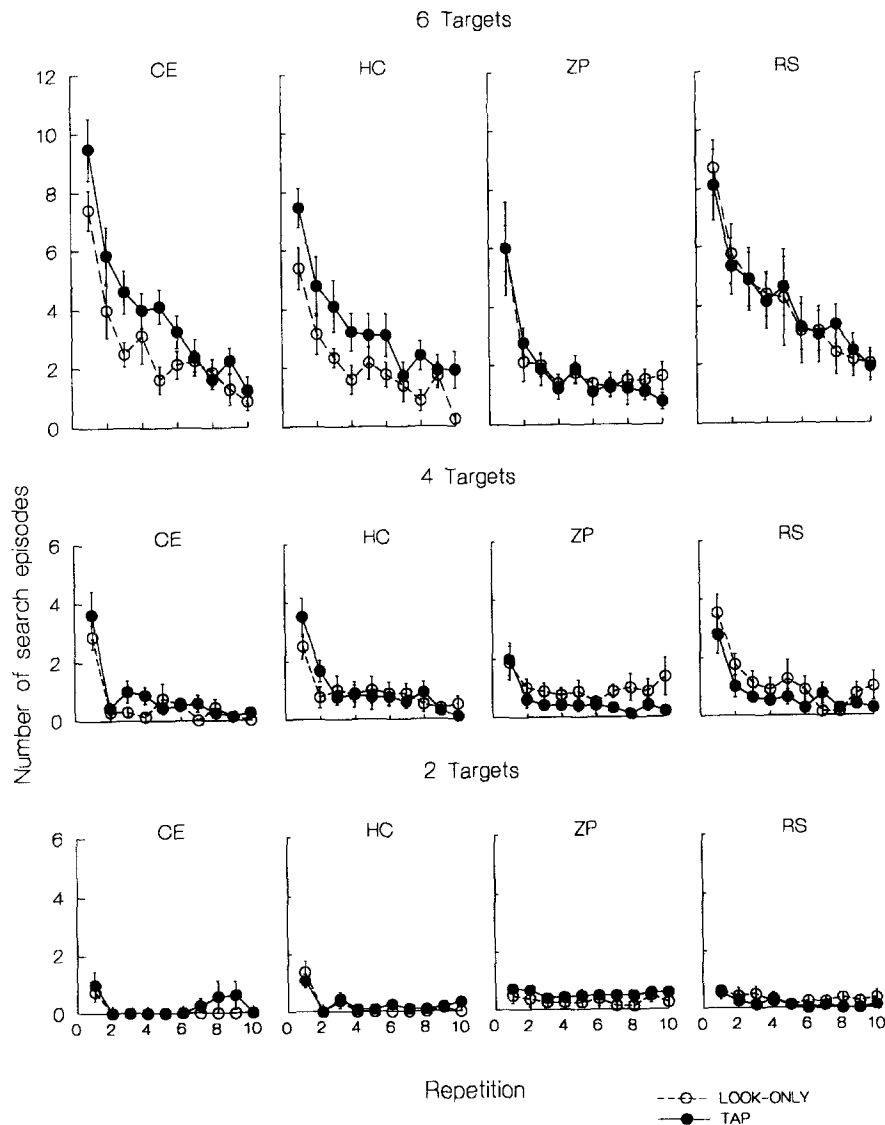 6 Targets
CE HC ZP RS
12
10
8
6
4
2
0
4 Targets
CE HC ZP RS
6
4
2
0
2 Targets
CE HC ZP RS
6
4
2
0
0 2 4 6 8 10 0 2 4 6 8 10 0 2 4 6 8 10 0 2 4 6 8 10
Number of search episodes
Repetition
LOOK-ONLY
TAP